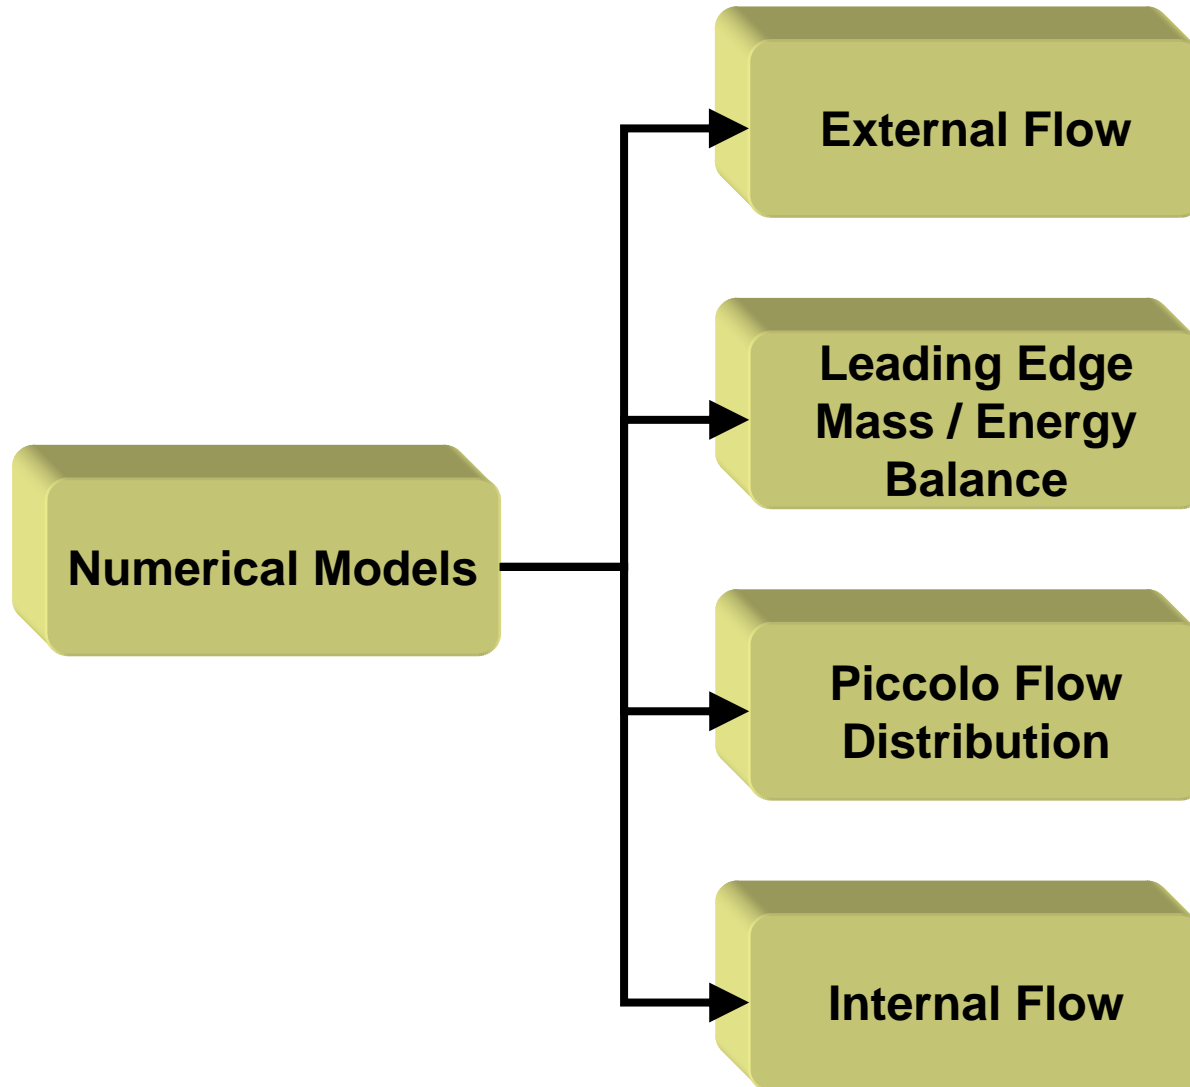 External Flow
Leading Edge
Mass / Energy
Balance
Numerical Models
Piccolo Flow
Distribution
Internal Flow